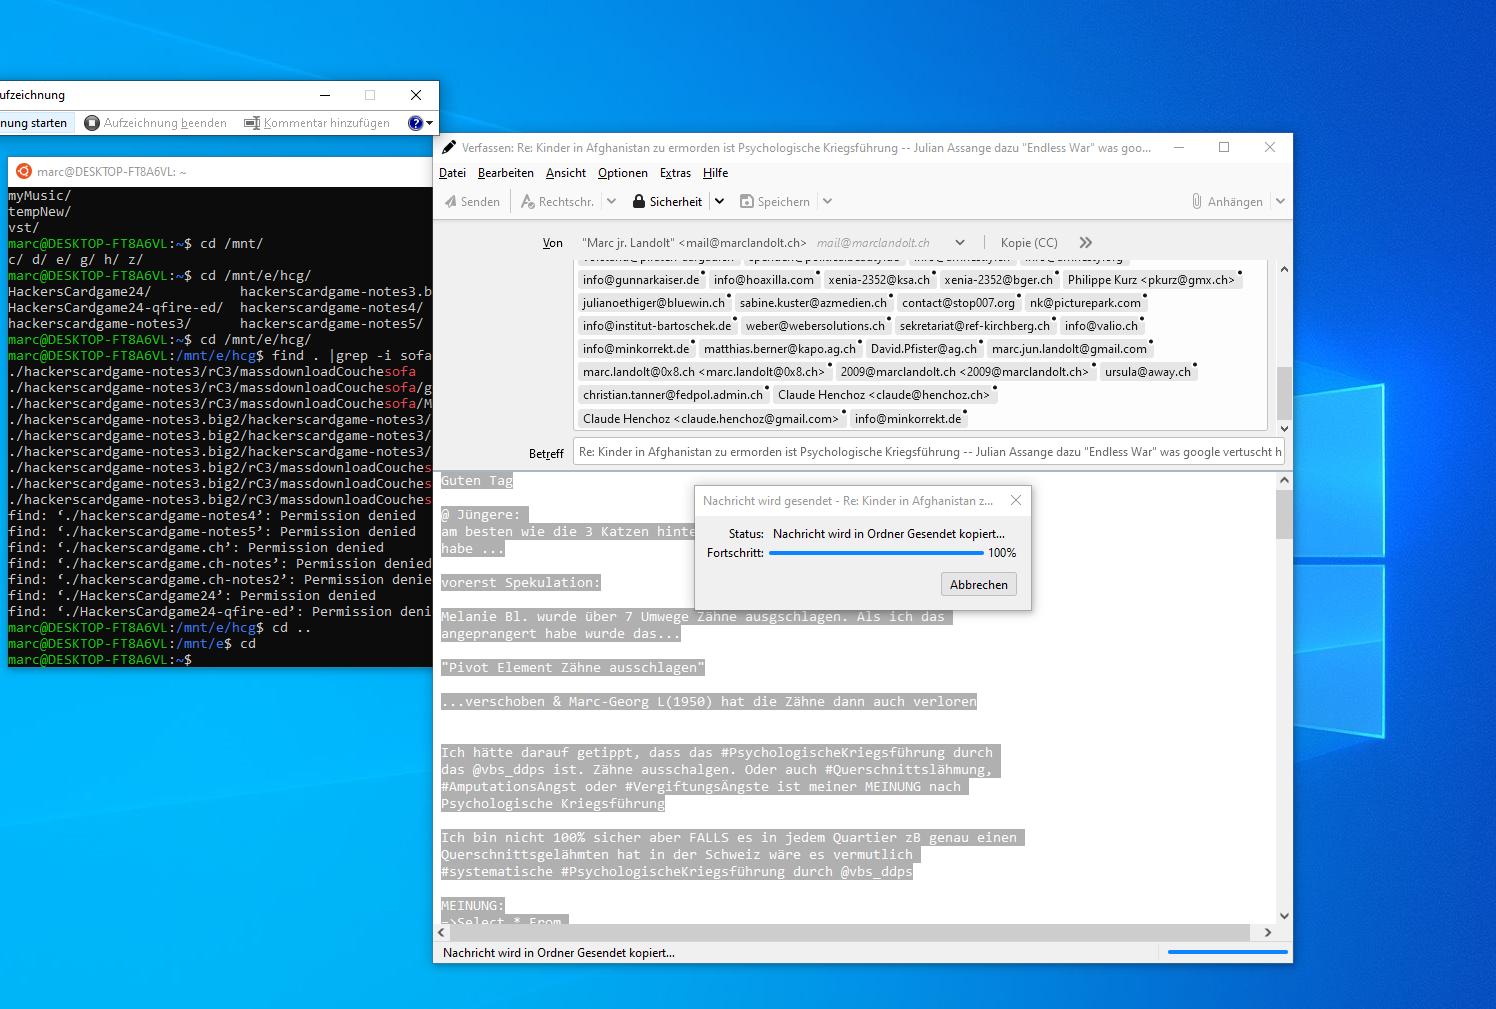 ufzeichnung
nung starten Aufzeichnung beenden Kommentar hinzufügen
marc@DESKTOP-FT8A6VL: ~
myMusic/
tempNew/
vst/
marc@DESKTOP-FT8A6VL:~$ cd /mnt/
c/ d/ e/ g/ h/ z/
marc@DESKTOP-FT8A6VL:~$ cd /mnt/e/hcg/
HackersCardgame24/ hackerscardgame-notes3.b
HackersCardgame24-qfire-ed/ hackerscardgame-notes4/
hackerscardgame-notes3/ hackerscardgame-notes5/
marc@DESKTOP-FT8A6VL:~$ cd /mnt/e/hcg/
marc@DESKTOP-FT8A6VL:/mnt/e/hcg$ find . |grep -i sofa
./hackerscardgame-notes3/rC3/massdownloadCouchesofa
./hackerscardgame-notes3/rC3/massdownloadCouchesofa/g
./hackerscardgame-notes3/rC3/massdownloadCouchesofa/M
./hackerscardgame-notes3.big2/hackerscardgame-notes3/
./hackerscardgame-notes3.big2/hackerscardgame-notes3/
./hackerscardgame-notes3.big2/hackerscardgame-notes3/
./hackerscardgame-notes3.big2/rC3/massdownloadCouches
./hackerscardgame-notes3.big2/rC3/massdownloadCouches
./hackerscardgame-notes3.big2/rC3/massdownloadCouches
find: ‘./hackerscardgame-notes4’: Permission denied
find: ‘./hackerscardgame-notes5’: Permission denied
find: ‘./hackerscardgame.ch’: Permission denied
find: ‘./hackerscardgame.ch-notes’: Permission denied
find: ‘./hackerscardgame.ch-notes2’: Permission denie
find: ‘./HackersCardgame24’: Permission denied
find: ‘./HackersCardgame24-qfire-ed’: Permission deni
marc@DESKTOP-FT8A6VL:/mnt/e/hcg$ cd ..
marc@DESKTOP-FT8A6VL:/mnt/e$ cd
marc@DESKTOP-FT8A6VL:~$
Verfassen: Re: Kinder in Afghanistan zu ermorden ist Psychologische Kriegsführung -- Julian Assange dazu "Endless War" was goo...
Datei Bearbeiten Ansicht Optionen Extras Hilfe
Senden Rechtschr. Sicherheit Speichern Anhängen
Von "Marc jr. Landolt" <mail@marclandolt.ch> mail@marclandolt.ch Kopie (CC)
info@gunnarkaiser.de info@hoaxilla.com xenia-2352@ksa.ch xenia-2352@bger.ch Philippe Kurz <pkurz@gmx.ch>
julianoethiger@bluewin.ch sabine.kuster@azmedien.ch contact@stop007.org nk@picturepark.com
info@institut-bartoschek.de weber@webersolutions.ch sekretariat@ref-kirchberg.ch info@valio.ch
info@minkorrekt.de matthias.berner@kapo.ag.ch David.Pfister@ag.ch marc.jun.landolt@gmail.com
marc.landolt@0x8.ch <marc.landolt@0x8.ch> 2009@marclandolt.ch <2009@marclandolt.ch> ursula@away.ch
christian.tanner@fedpol.admin.ch Claude Henchoz <claude@henchoz.ch>
Claude Henchoz <claude.henchoz@gmail.com> info@minkorrekt.de
Betreff Re: Kinder in Afghanistan zu ermorden ist Psychologische Kriegsführung -- Julian Assange dazu "Endless War" was google vertuscht h
Guten Tag
@ Jüngere:
am besten wie die 3 Katzen hinte
habe ...
vorerst Spekulation:
Melanie Bl. wurde über 7 Umwege Zähne ausgschlagen. Als ich das
angeprangert habe wurde das...
"Pivot Element Zähne ausschlagen"
...verschoben & Marc-Georg L(1950) hat die Zähne dann auch verloren
Ich hätte darauf getippt, dass das #PsychologischeKriegsführung durch
das @vbs_ddps ist. Zähne ausschalgen. Oder auch #Querschnittslähmung,
#AmputationsAngst oder #VergiftungsÄngste ist meiner MEINUNG nach
Psychologische Kriegsführung
Ich bin nicht 100% sicher aber FALLS es in jedem Quartier zB genau einen
Querschnittsgelähmten hat in der Schweiz wäre es vermutlich
#systematische #PsychologischeKriegsführung durch @vbs_ddps
MEINUNG:
=>Select * From
Nachricht wird gesendet - Re: Kinder in Afghanistan z...
Status: Nachricht wird in Ordner Gesendet kopiert...
Fortschritt: 100%
Abbrechen
Nachricht wird in Ordner Gesendet kopiert...